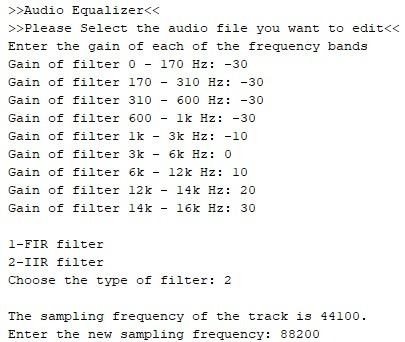 >>Audio Equalizer<<
>>Please Select the audio file you want to edit<<
Enter the gain of each of the frequency bands
Gain of filter 0 - 170 Hz: -30
Gain of filter 170 - 310 Hz: -30
Gain of filter 310 - 600 Hz: -30
Gain of filter 600 - 1k Hz: -30
Gain of filter 1k - 3k Hz: -10
Gain of filter 3k - 6k Hz: 0
Gain of filter 6k - 12k Hz: 10
Gain of filter 12k - 14k Hz: 20
Gain of filter 14k - 16k Hz: 30
1-FIR filter
2-IIR filter
Choose the type of filter: 2
The sampling frequency of the track is 44100.
Enter the new sampling frequency: 88200